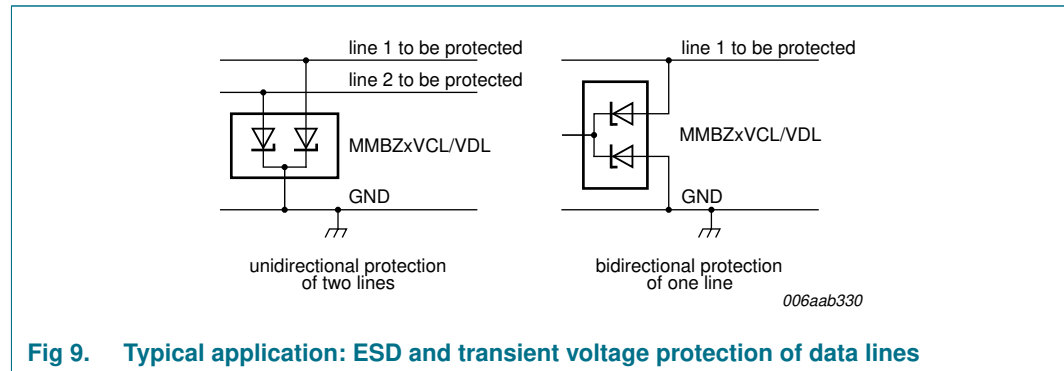 line 1 to be protected
line 2 to be protected
MMBZxVCL/VDL
GND
unidirectional protection
of two lines
line 1 to be protected
MMBZxVCL/VDL
GND
bidirectional protection
of one line
006aab330
Fig 9. Typical application: ESD and transient voltage protection of data lines